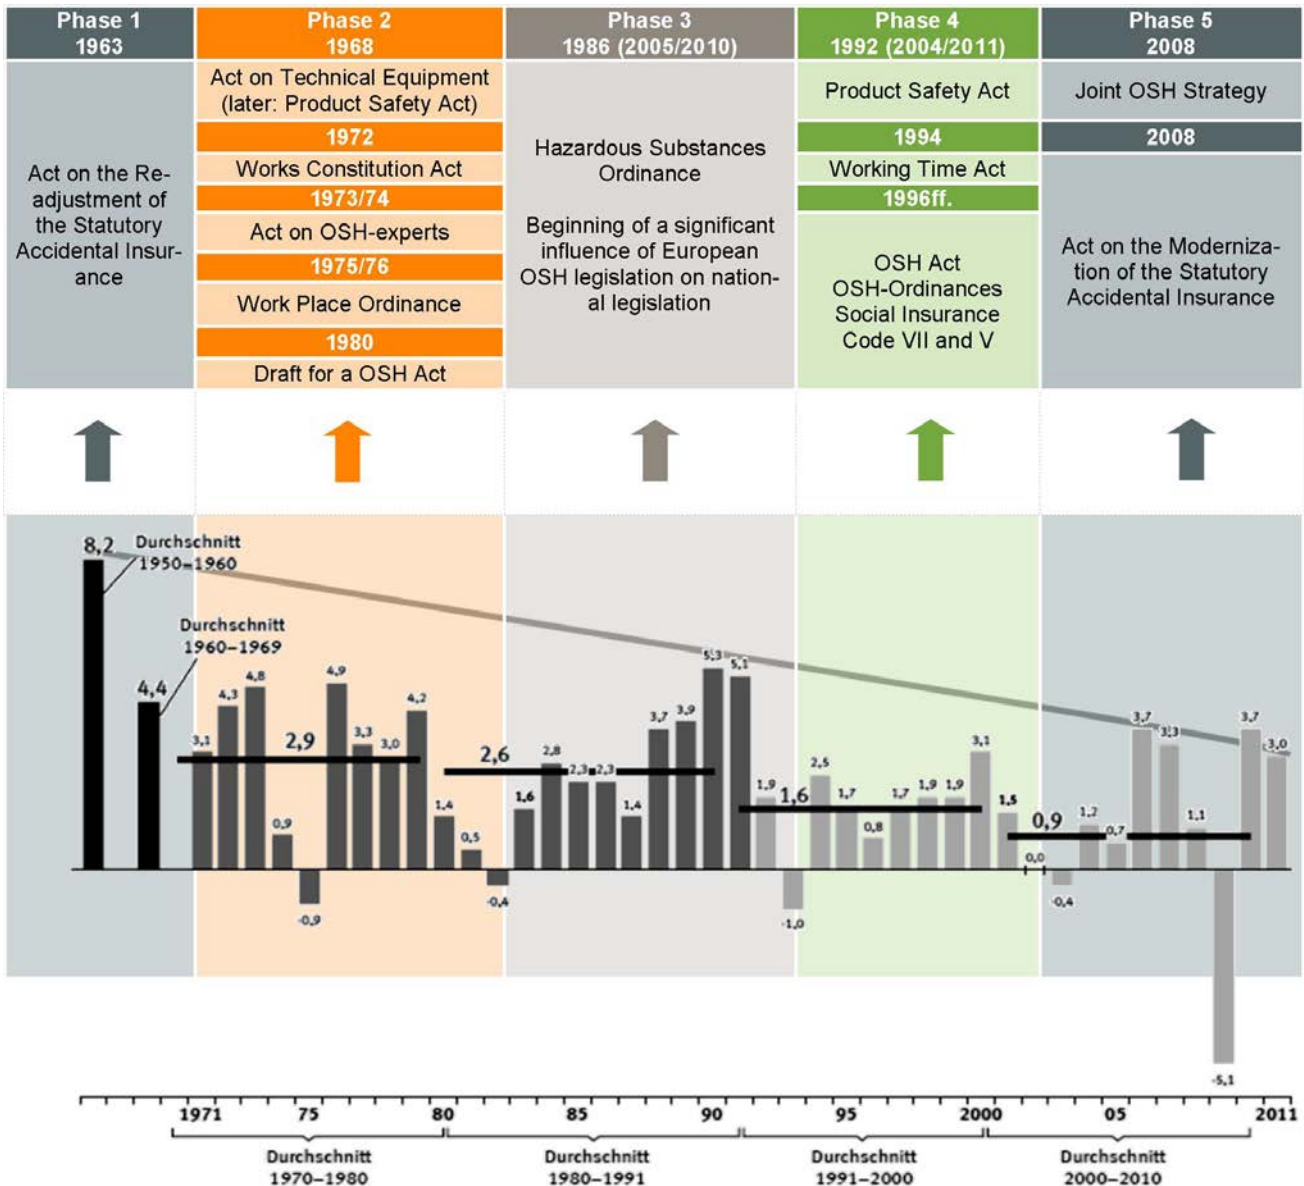 Phase 1
1963
Act on the Re-
adjustment of
the Statutory
Accidental Insur-
ance
Phase 2
1968
Act on Technical Equipment
(later: Product Safety Act)
1972
Works Constitution Act
1973/74
Act on OSH-experts
1975/76
Work Place Ordinance
1980
Draft for a OSH Act
Phase 3
1986 (2005/2010)
Hazardous Substances
Ordinance
Beginning of a significant
influence of European
OSH legislation on nation-
al legislation
Phase 4
1992 (2004/2011)
Product Safety Act
1994
Working Time Act
1996ff.
OSH Act
OSH-Ordinances
Social Insurance
Code VII and V
Phase 5
2008
Joint OSH Strategy
2008
Act on the Moderniza-
tion of the Statutory
Accidental Insurance
8,2
Durchschnitt
1950–1960
4,4
Durchschnitt
1960–1969
3,1
4,3
4,8
0,9
-0,9
2,9
4,9
3,3
3,0
4,2
1,4
0,5
-0,4
2,6
1,6
2,8
2,3
2,3
1,4
3,7
3,9
5,3
5,1
1,9
-1,0
1,6
2,5
1,7
0,8
1,7
1,9
1,9
3,1
1,5
0,0
-0,4
0,9
1,2
0,7
3,7
3,3
1,1
-5,1
3,7
3,0
1971 75 80 85 90 95 2000 05 2011
Durchschnitt
1970–1980
Durchschnitt
1980–1991
Durchschnitt
1991–2000
Durchschnitt
2000–2010